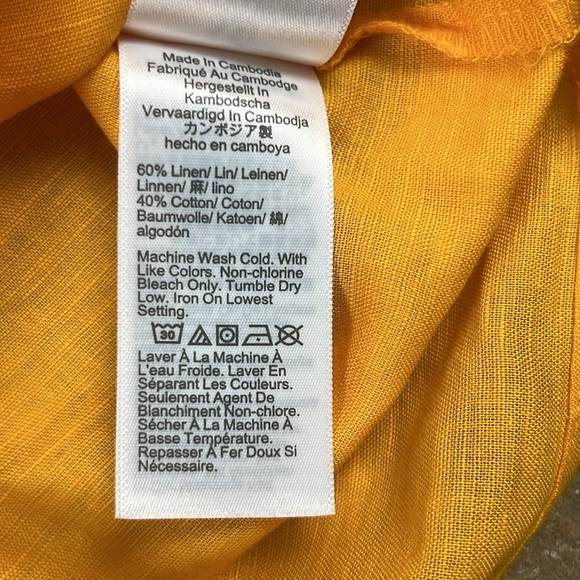 Made In Cambodia
Fabriqué Au Cambodge
Hergestellt In
Kambodscha
Vervaardigd In Cambodja
カンボジア製
hecho en camboya
60% Linen/ Lin/ Leinen/
Linnen/ 麻/ lino
40% Cotton/ Coton/
Baumwolle/ Katoen/ 綿/
algodón
Machine Wash Cold. With
Like Colors. Non-chlorine
Bleach Only. Tumble Dry
Low. Iron On Lowest
Setting.
30
Laver À La Machine À
L'eau Froide. Laver En
Séparant Les Couleurs.
Seulement Agent De
Blanchiment Non-chlore.
Sécher À La Machine À
Basse Température.
Repasser À Fer Doux Si
Nécessaire.